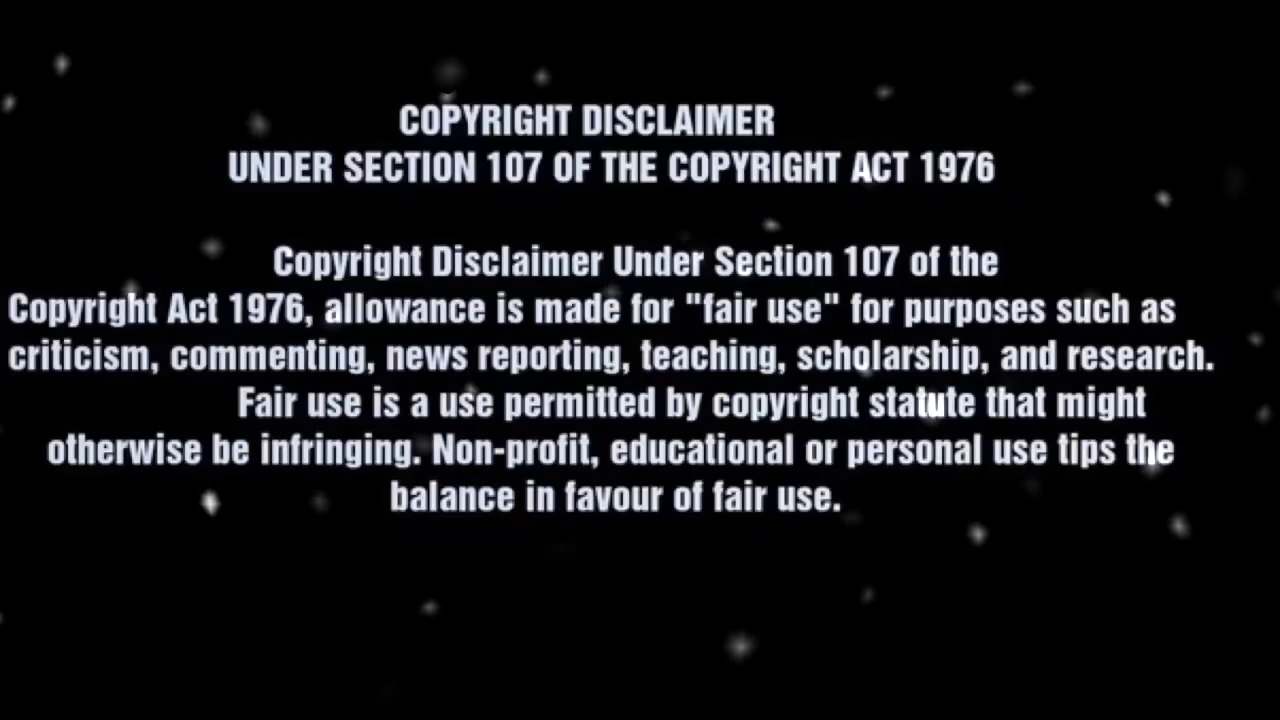 COPYRIGHT DISCLAIMER
UNDER SECTION 107 OF THE COPYRIGHT ACT 1976
Copyright Disclaimer Under Section 107 of the
Copyright Act 1976, allowance is made for "fair use" for purposes such as
criticism, commenting, news reporting, teaching, scholarship, and research.
Fair use is a use permitted by copyright statute that might
otherwise be infringing. Non-profit, educational or personal use tips the
balance in favour of fair use.